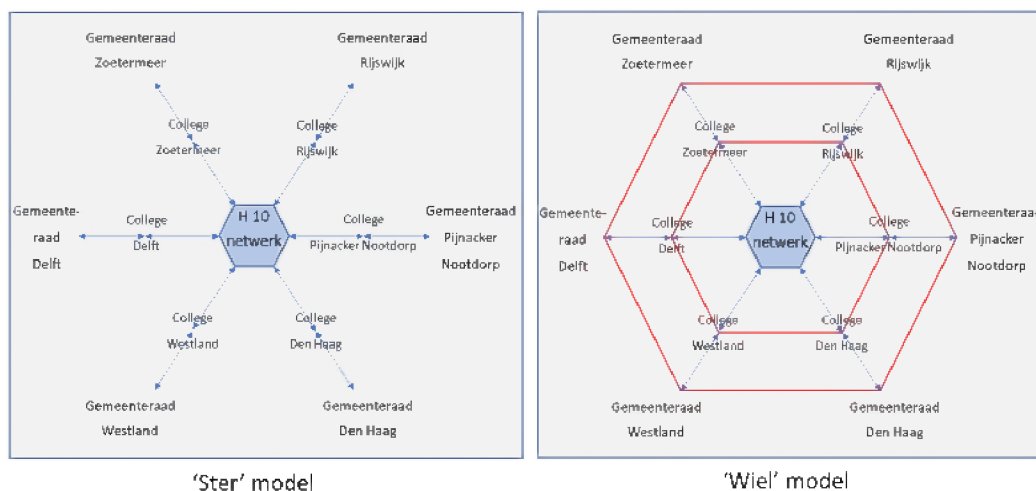 Gemeenteraad
Zoetermeer
Gemeenteraad
Rijswijk
College
Zoetermeer
College
Rijswijk
H 10
netwerk
Gemeente-
raad
Delft
College
Delft
College
Pijnacker Nootdorp
Gemeenteraad
Pijnacker
Nootdorp
College
Westland
College
Den Haag
Gemeenteraad
Westland
Gemeenteraad
Den Haag
'Ster' model
Gemeenteraad
Zoetermeer
Gemeenteraad
Rijswijk
College
Zoetermeer
College
Rijswijk
H 10
netwerk
Gemeente-
raad
Delft
College
Delft
College
Pijnacker Nootdorp
Gemeenteraad
Pijnacker
Nootdorp
College
Westland
College
Den Haag
Gemeenteraad
Westland
Gemeenteraad
Den Haag
'Wiel' model